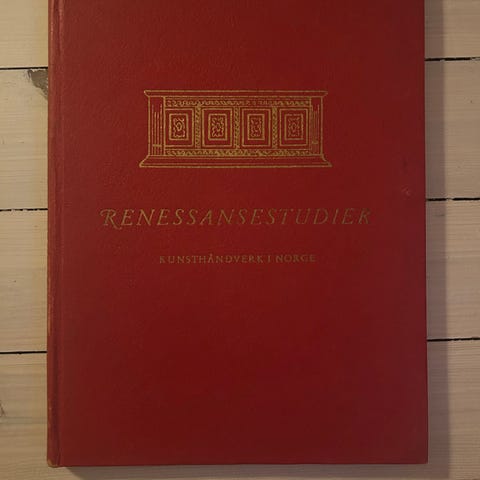 RENESSANSESTUDIER
KUNSTHÅNDVERK I NORGE